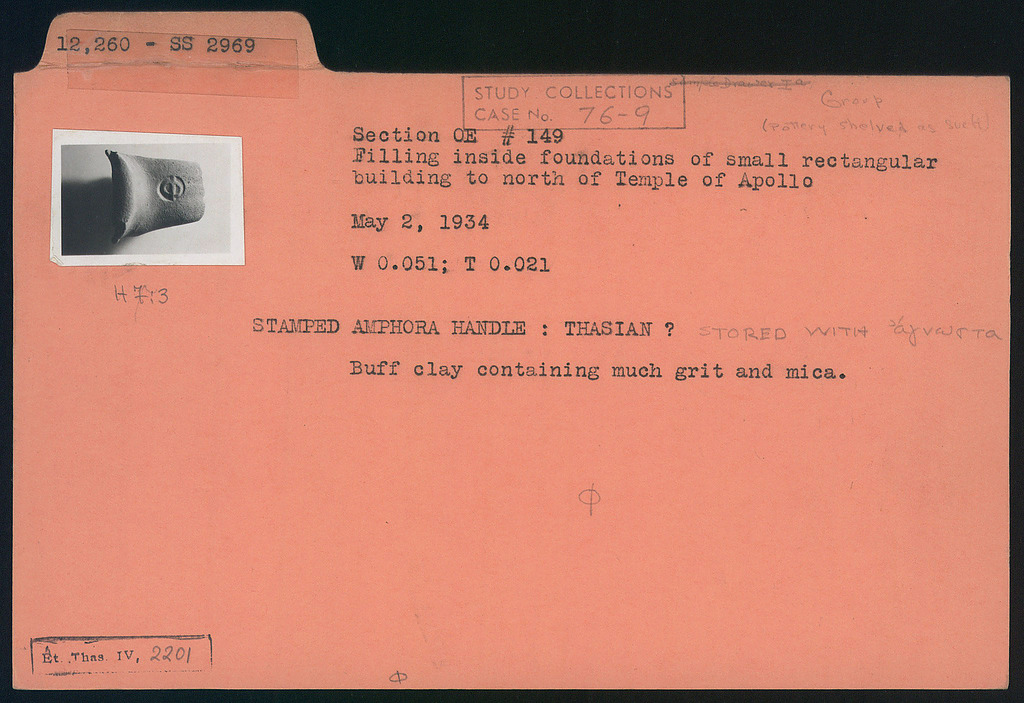 12,260 - SS 2969
STUDY COLLECTIONS
CASE No. 76-9
Sample Drawer
Group
(Pottery shelved as such)
Section OE # 149
Filling inside foundations of small rectangular
building to north of Temple of Apollo
May 2, 1934
W 0.051; T 0.021
H 7:3
STAMPED AMPHORA HANDLE : THASIAN ? STORED WITH ἄγνωστα
Buff clay containing much grit and mica.
Φ
Ét. Thas. IV, 2201
Φ